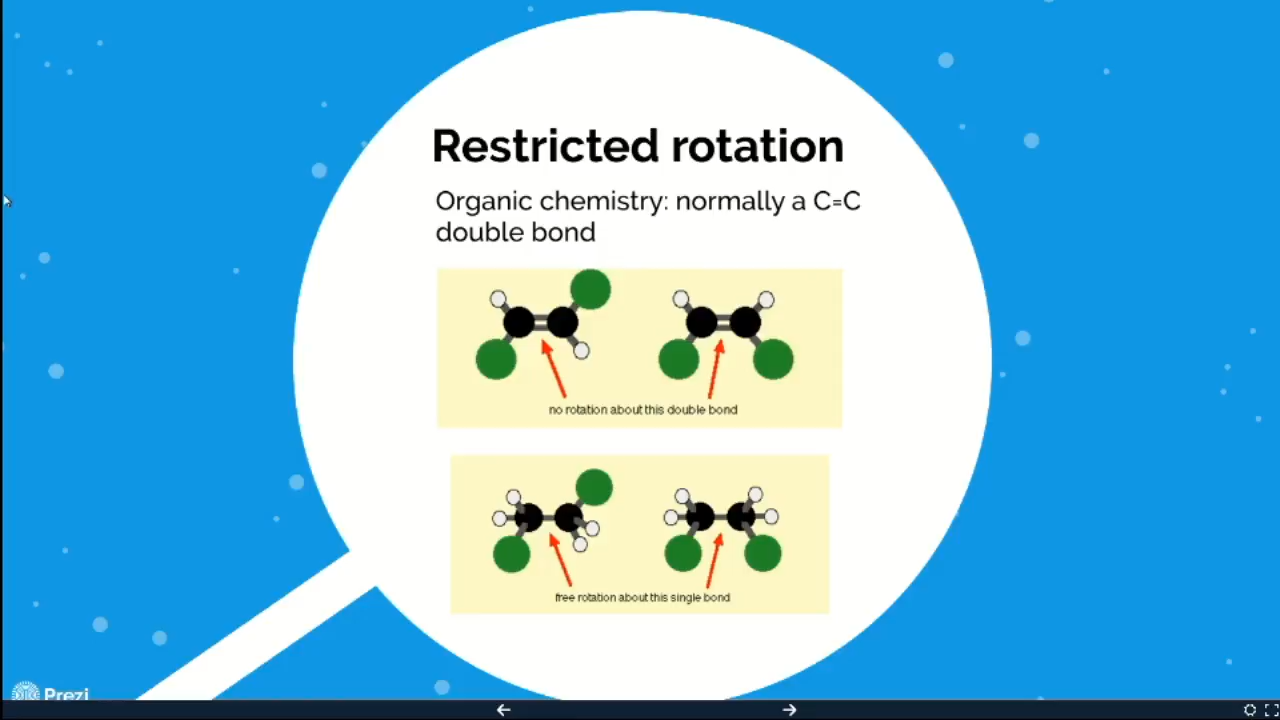 Restricted rotation
Organic chemistry: normally a C=C
double bond
no rotation about this double bond
free rotation about this single bond
Prezi